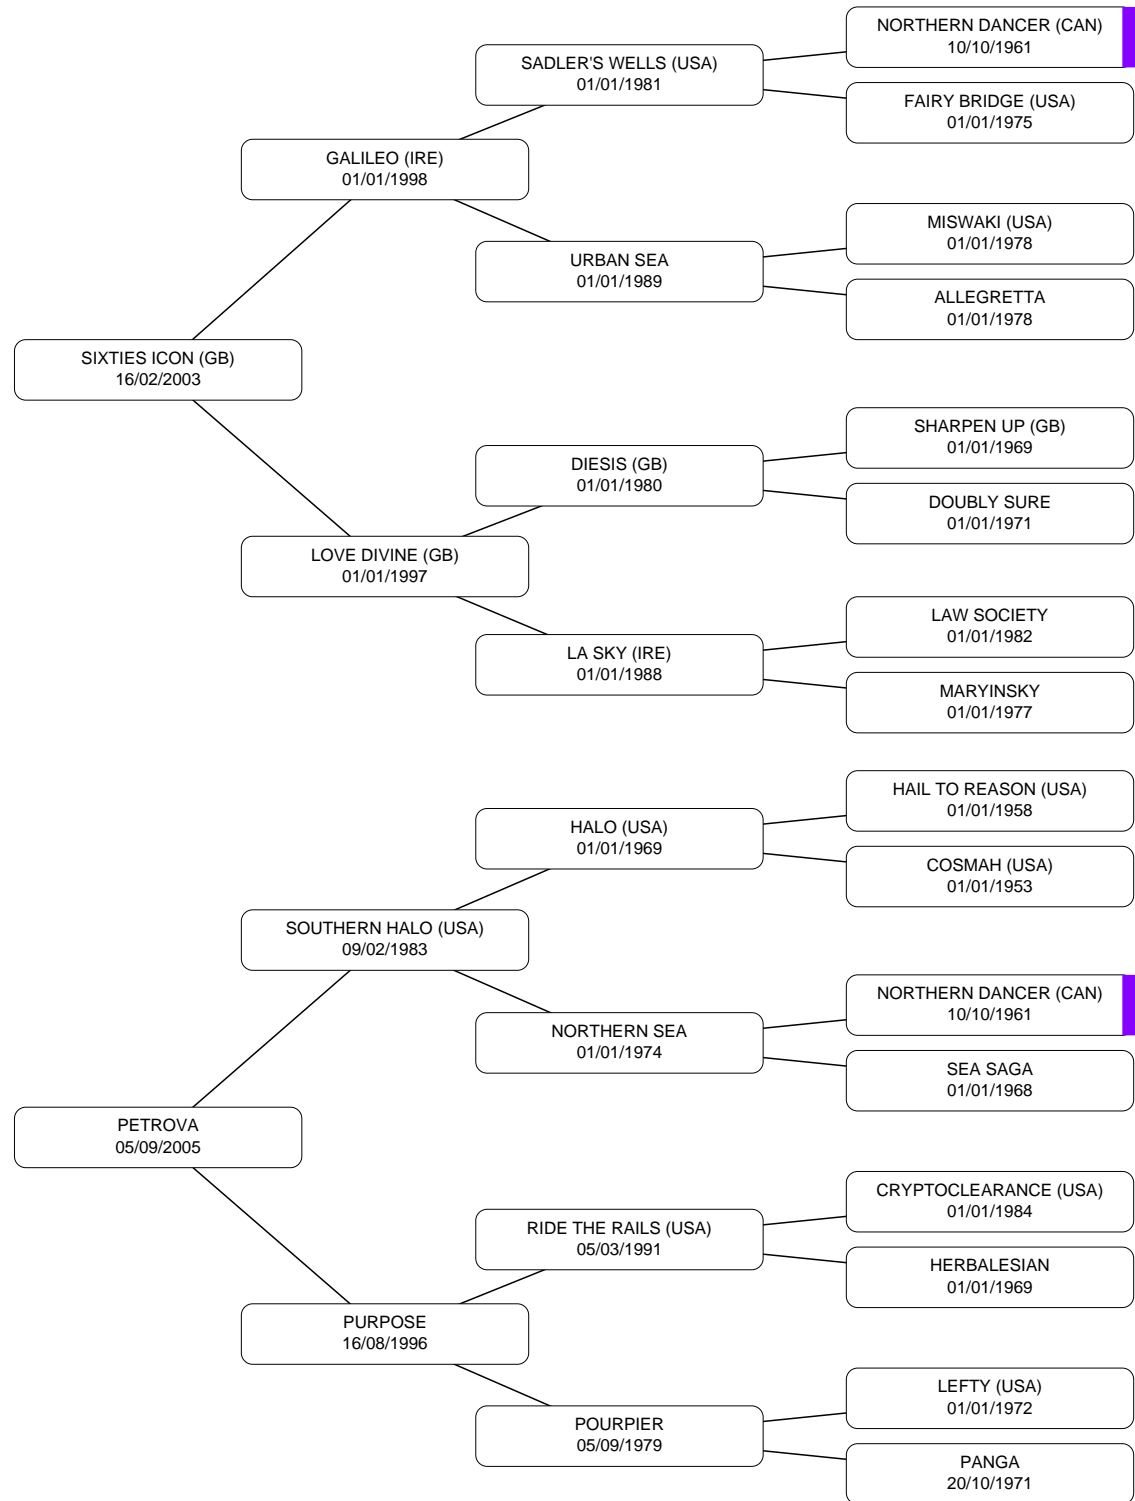 NORTHERN DANCER (CAN)
10/10/1961
SADLER'S WELLS (USA)
01/01/1981
FAIRY BRIDGE (USA)
01/01/1975
GALILEO (IRE)
01/01/1998
MISWAKI (USA)
01/01/1978
URBAN SEA
01/01/1989
ALLEGRETTA
01/01/1978
SIXTIES ICON (GB)
16/02/2003
SHARPEN UP (GB)
01/01/1969
DIESIS (GB)
01/01/1980
DOUBLY SURE
01/01/1971
LOVE DIVINE (GB)
01/01/1997
LAW SOCIETY
01/01/1982
LA SKY (IRE)
01/01/1988
MARYINSKY
01/01/1977
HAIL TO REASON (USA)
01/01/1958
HALO (USA)
01/01/1969
COSMAH (USA)
01/01/1953
SOUTHERN HALO (USA)
09/02/1983
NORTHERN DANCER (CAN)
10/10/1961
NORTHERN SEA
01/01/1974
SEA SAGA
01/01/1968
PETROVA
05/09/2005
CRYPTOCLEARANCE (USA)
01/01/1984
RIDE THE RAILS (USA)
05/03/1991
HERBALESIAN
01/01/1969
PURPOSE
16/08/1996
LEFTY (USA)
01/01/1972
POURPIER
05/09/1979
PANGA
20/10/1971